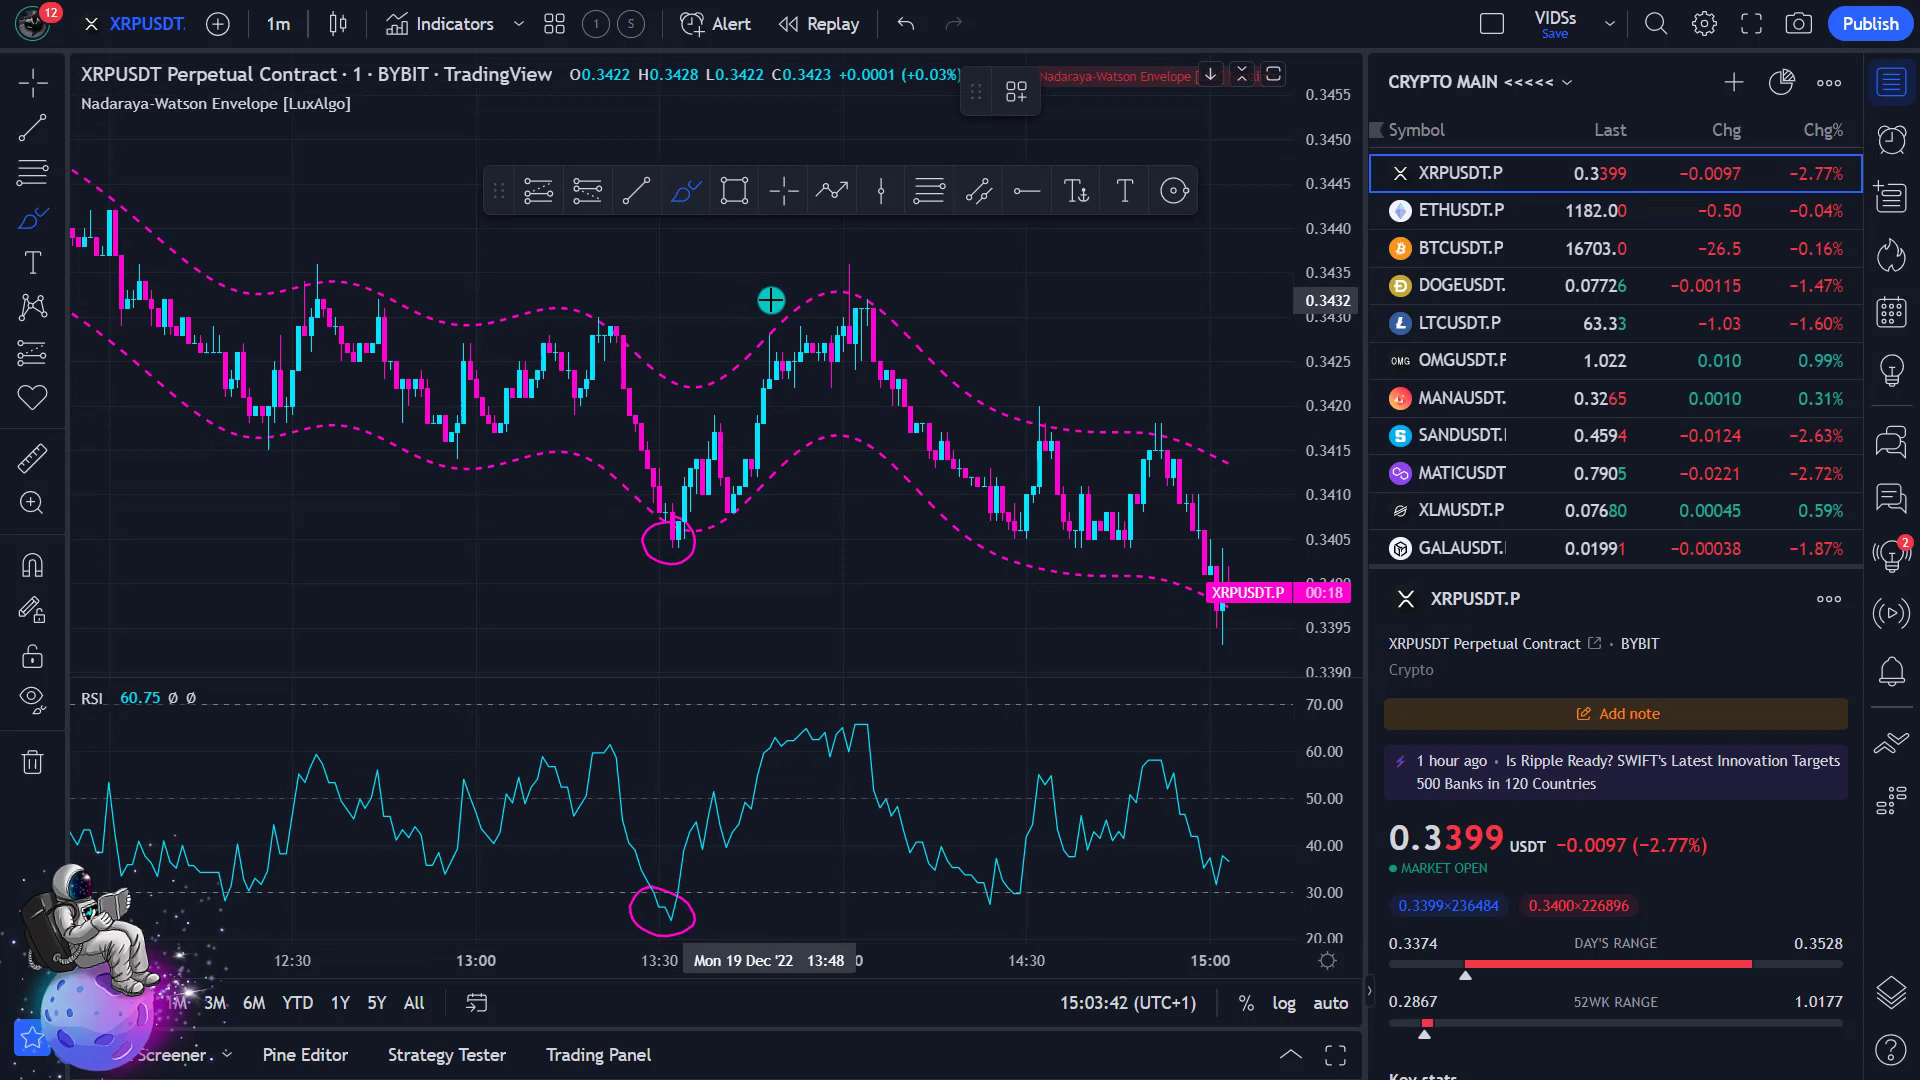 12
XRPUSDT.
1m
Indicators
1
S
Alert
Replay
VIDSs
Save
Publish
XRPUSDT Perpetual Contract · 1 · BYBIT · TradingView
O0.3422 H0.3428 L0.3422 C0.3423 +0.0001 (+0.03%)
Nadaraya-Watson Envelope [
Nadaraya-Watson Envelope [LuxAlgo]
0.3455
0.3450
0.3445
0.3440
0.3435
0.3432
0.3430
0.3425
0.3420
0.3415
0.3410
0.3405
0.3400
XRPUSDT.P 00:18
0.3395
0.3390
RSI 60.75 Ø Ø
70.00
60.00
50.00
40.00
30.00
20.00
12:30
13:00
13:30
Mon 19 Dec '22 13:48
14:30
15:00
1M
3M
6M
YTD
1Y
5Y
All
15:03:42 (UTC+1)
%
log
auto
Screener
Pine Editor
Strategy Tester
Trading Panel
CRYPTO MAIN <<<<<
Symbol Last Chg Chg%
XRPUSDT.P 0.3399 −0.0097 −2.77%
ETHUSDT.P 1182.00 −0.50 −0.04%
BTCUSDT.P 16703.0 −26.5 −0.16%
DOGEUSDT. 0.07726 −0.00115 −1.47%
LTCUSDT.P 63.33 −1.03 −1.60%
OMG OMGUSDT.F 1.022 0.010 0.99%
MANAUSDT. 0.3265 0.0010 0.31%
SANDUSDT.I 0.4594 −0.0124 −2.63%
MATICUSDT 0.7905 −0.0221 −2.72%
XLMUSDT.P 0.07680 0.00045 0.59%
GALAUSDT.I 0.01991 −0.00038 −1.87%
XRPUSDT.P
XRPUSDT Perpetual Contract · BYBIT
Crypto
Add note
1 hour ago · Is Ripple Ready? SWIFT's Latest Innovation Targets
500 Banks in 120 Countries
0.3399 USDT −0.0097 (−2.77%)
MARKET OPEN
0.3399×236484 0.3400×226896
0.3374 DAY'S RANGE 0.3528
0.2867 52WK RANGE 1.0177
Key stats
2